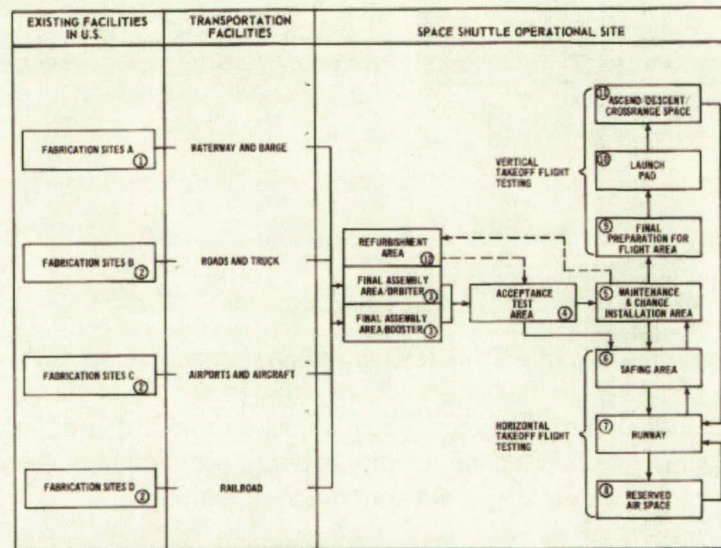 EXISTING FACILITIES
IN U.S.
TRANSPORTATION
FACILITIES
SPACE SHUTTLE OPERATIONAL SITE
FABRICATION SITES A
1
WATERWAY AND BARGE
FABRICATION SITES B
2
ROADS AND TRUCK
FABRICATION SITES C
2
AIRPORTS AND AIRCRAFT
FABRICATION SITES D
2
RAILROAD
REFURBISHMENT
AREA
12
FINAL ASSEMBLY
AREA/ORBITER
3
FINAL ASSEMBLY
AREA/BOOSTER
3
ACCEPTANCE
TEST
AREA
4
VERTICAL
TAKEOFF FLIGHT
TESTING
ASCEND/DESCENT/
CROSSRANGE SPACE
10
LAUNCH
PAD
9
FINAL
PREPARATION FOR
FLIGHT AREA
5
MAINTENANCE
& CHANGE
INSTALLATION AREA
6
SAFING AREA
HORIZONTAL
TAKEOFF FLIGHT
TESTING
7
RUNWAY
8
RESERVED
AIR SPACE